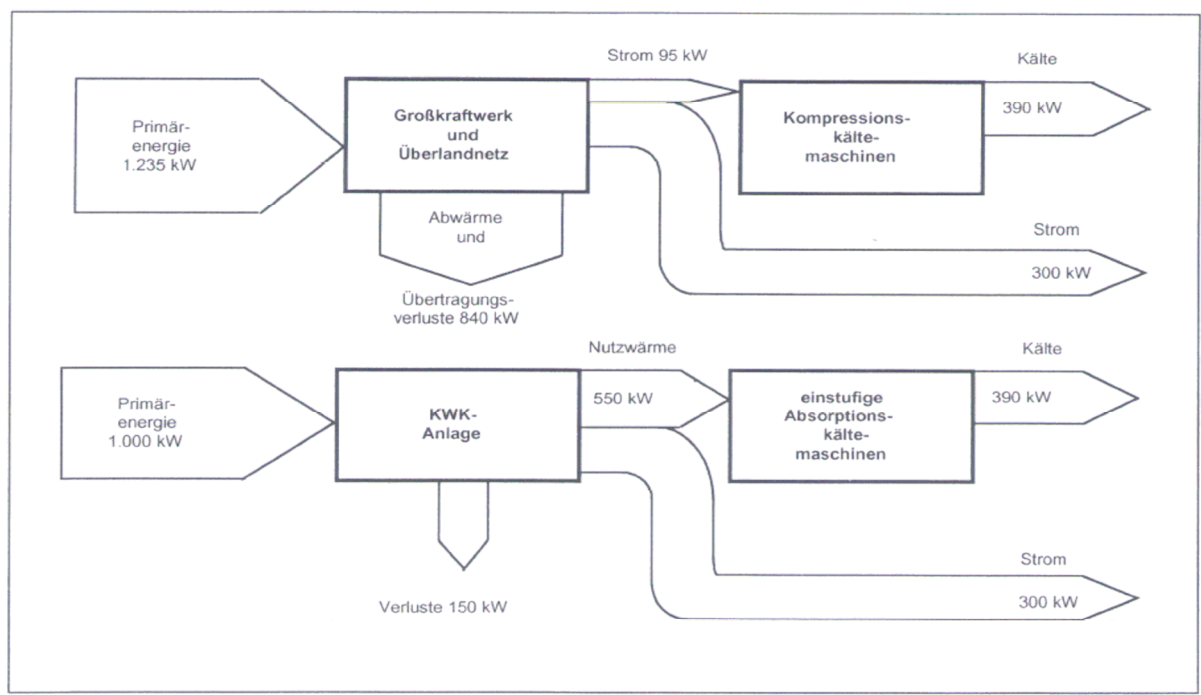 Strom 95 kW
Kälte
Primär-
energie
1.235 kW
Großkraftwerk
und
Überlandnetz
Kompressions-
kälte-
maschinen
390 kW
Abwärme
und
Übertragungs-
verluste 840 kW
Strom
300 kW
Nutzwärme
Kälte
Primär-
energie
1.000 kW
KWK-
Anlage
550 kW
einstufige
Absorptions-
kälte-
maschinen
390 kW
Verluste 150 kW
Strom
300 kW